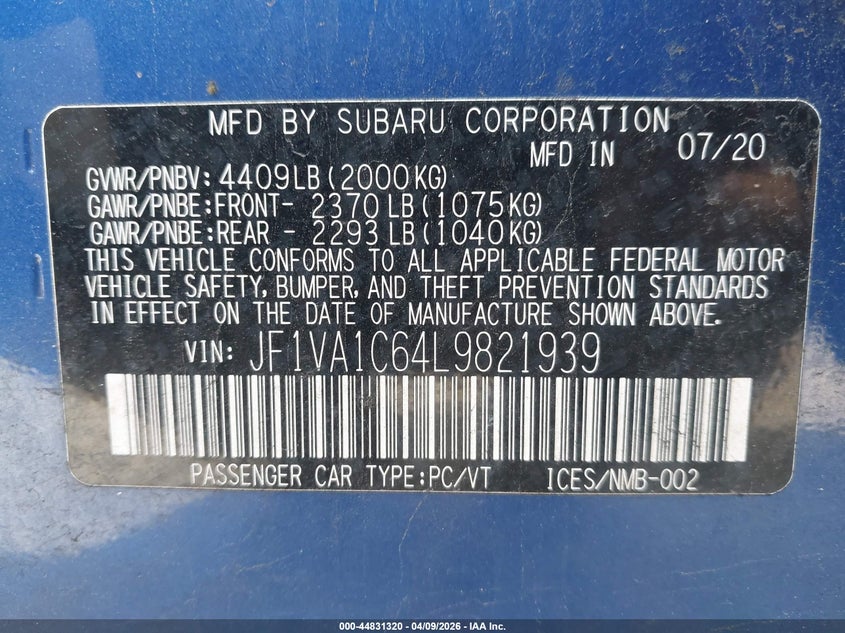 MFD BY SUBARU CORPORATION
MFD IN 07/20
GVWR/PNBV: 4409LB (2000KG)
GAWR/PNBE:FRONT- 2370 LB (1075KG)
GAWR/PNBE:REAR - 2293 LB (1040KG)
THIS VEHICLE CONFORMS TO ALL APPLICABLE FEDERAL MOTOR
VEHICLE SAFETY, BUMPER, AND THEFT PREVENTION STANDARDS
IN EFFECT ON THE DATE OF MANUFACTURE SHOWN ABOVE.
VIN: JF1VA1C64L9821939
PASSENGER CAR TYPE:PC/VT ICES/NMB-002
000-44831320 04/09/2026 - IAA Inc.